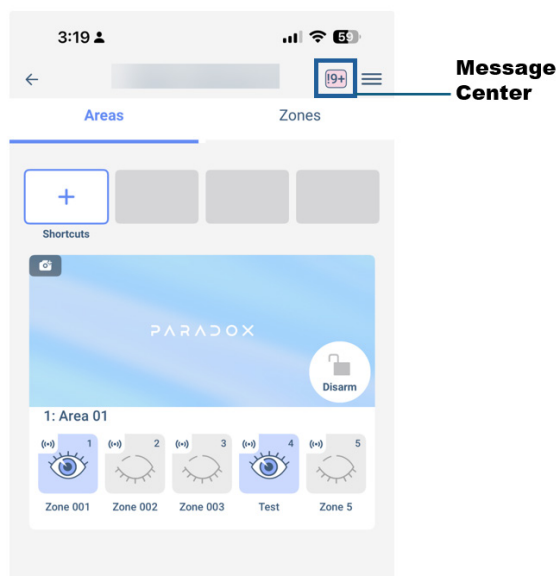 3:19
59
!9+
Message
Center
Areas
Zones
+
Shortcuts
PARADOX
Disarm
1: Area 01
1 2 3 4 5
Zone 001 Zone 002 Zone 003 Test Zone 5